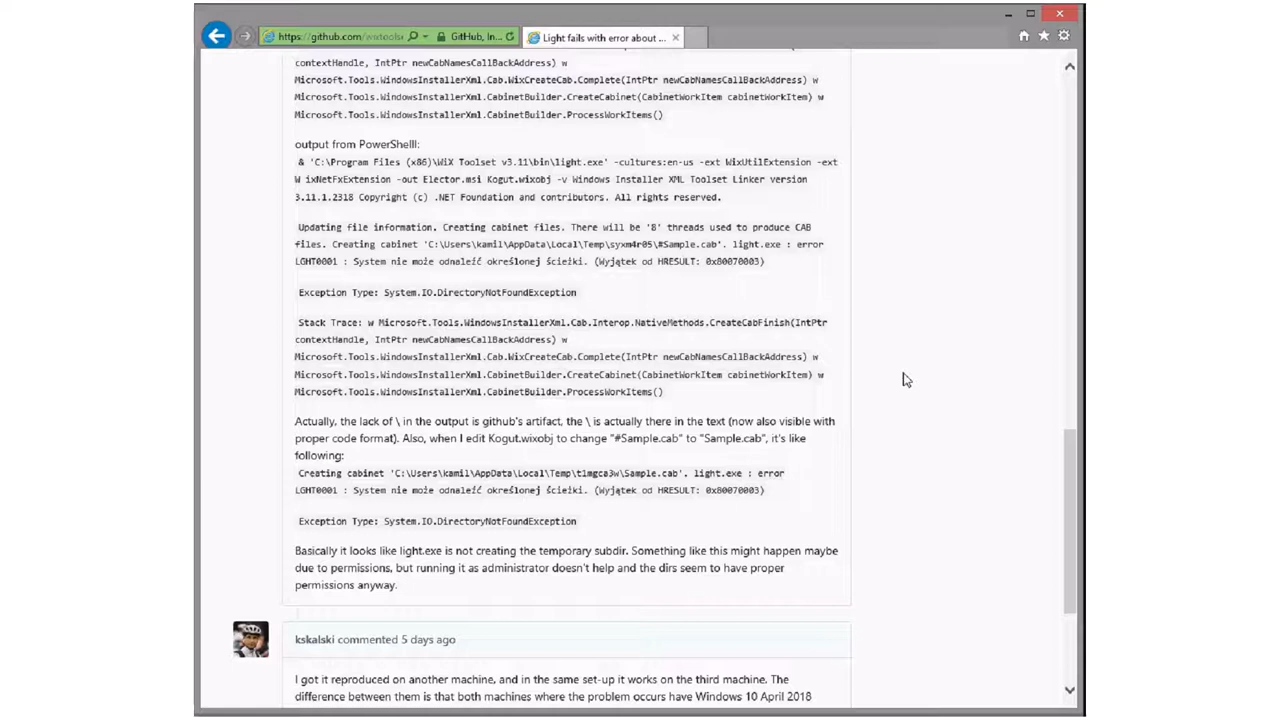 https://github.com/wixtoolse
GitHub, In...
Light fails with error about ...
contextHandle, IntPtr newCabNamesCallBackAddress) w
Microsoft.Tools.WindowsInstallerXml.Cab.WixCreateCab.Complete(IntPtr newCabNamesCallBackAddress) w
Microsoft.Tools.WindowsInstallerXml.CabinetBuilder.CreateCabinet(CabinetWorkItem cabinetWorkItem) w
Microsoft.Tools.WindowsInstallerXml.CabinetBuilder.ProcessWorkItems()
output from PowerShelll:
& 'C:\Program Files (x86)\WiX Toolset v3.11\bin\light.exe' -cultures:en-us -ext WixUtilExtension -ext
W ixNetFxExtension -out Elector.msi Kogut.wixobj -v Windows Installer XML Toolset Linker version
3.11.1.2318 Copyright (c) .NET Foundation and contributors. All rights reserved.
Updating file information. Creating cabinet files. There will be '8' threads used to produce CAB
files. Creating cabinet 'C:\Users\kamil\AppData\Local\Temp\syxm4r05\#Sample.cab'. light.exe : error
LGHT0001 : System nie może odnaleźć określonej ścieżki. (Wyjątek od HRESULT: 0x80070003)
Exception Type: System.IO.DirectoryNotFoundException
Stack Trace: w Microsoft.Tools.WindowsInstallerXml.Cab.Interop.NativeMethods.CreateCabFinish(IntPtr
contextHandle, IntPtr newCabNamesCallBackAddress) w
Microsoft.Tools.WindowsInstallerXml.Cab.WixCreateCab.Complete(IntPtr newCabNamesCallBackAddress) w
Microsoft.Tools.WindowsInstallerXml.CabinetBuilder.CreateCabinet(CabinetWorkItem cabinetWorkItem) w
Microsoft.Tools.WindowsInstallerXml.CabinetBuilder.ProcessWorkItems()
Actually, the lack of \ in the output is github's artifact, the \ is actually there in the text (now also visible with
proper code format). Also, when I edit Kogut.wixobj to change "#Sample.cab" to "Sample.cab", it's like
following:
Creating cabinet 'C:\Users\kamil\AppData\Local\Temp\t1mgca3w\Sample.cab'. light.exe : error
LGHT0001 : System nie może odnaleźć określonej ścieżki. (Wyjątek od HRESULT: 0x80070003)
Exception Type: System.IO.DirectoryNotFoundException
Basically it looks like light.exe is not creating the temporary subdir. Something like this might happen maybe
due to permissions, but running it as administrator doesn't help and the dirs seem to have proper
permissions anyway.
kskalski commented 5 days ago
I got it reproduced on another machine, and in the same set-up it works on the third machine. The
difference between them is that both machines where the problem occurs have Windows 10 April 2018